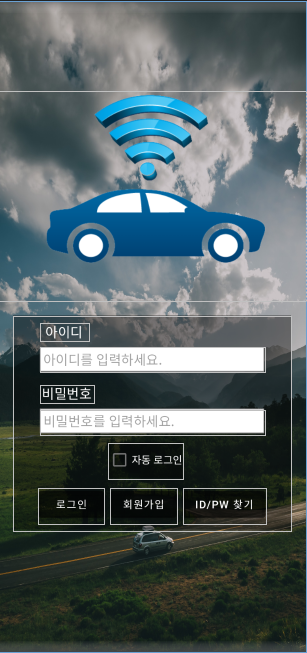 아이디
아이디를 입력하세요.
비밀번호
비밀번호를 입력하세요.
자동 로그인
로그인 회원가입 ID/PW 찾기